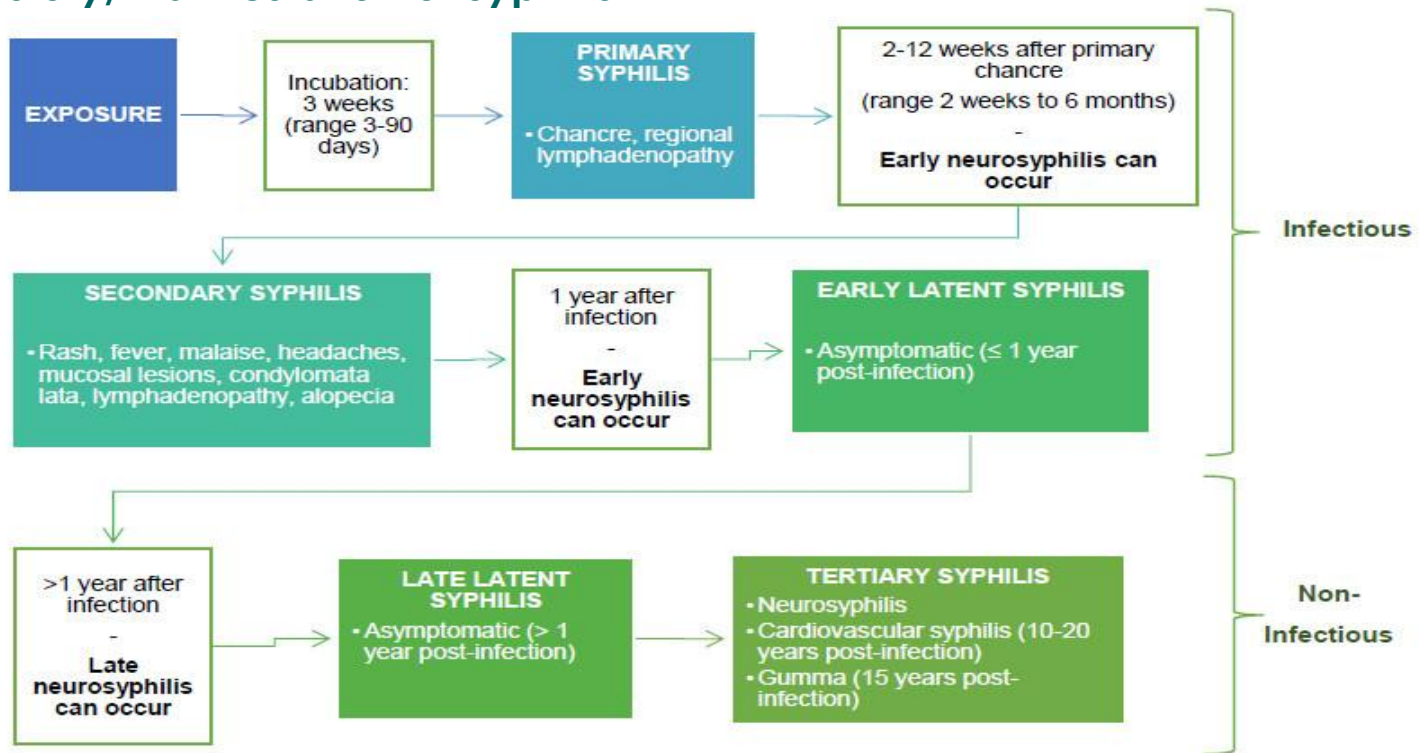 EXPOSURE
Incubation:
3 weeks
(range 3-90
days)
PRIMARY
SYPHILIS
• Chancre, regional
lymphadenopathy
2-12 weeks after primary
chancre
(range 2 weeks to 6 months)
-
Early neurosyphilis can
occur
Infectious
SECONDARY SYPHILIS
• Rash, fever, malaise, headaches,
mucosal lesions, condylomata
lata, lymphadenopathy, alopecia
1 year after
infection
-
Early
neurosyphilis
can occur
EARLY LATENT SYPHILIS
• Asymptomatic (≤ 1 year
post-infection)
>1 year after
infection
-
Late
neurosyphilis
can occur
LATE LATENT
SYPHILIS
• Asymptomatic (> 1
year post-infection)
TERTIARY SYPHILIS
• Neurosyphilis
• Cardiovascular syphilis (10-20
years post-infection)
• Gumma (15 years post-
infection)
Non-
Infectious